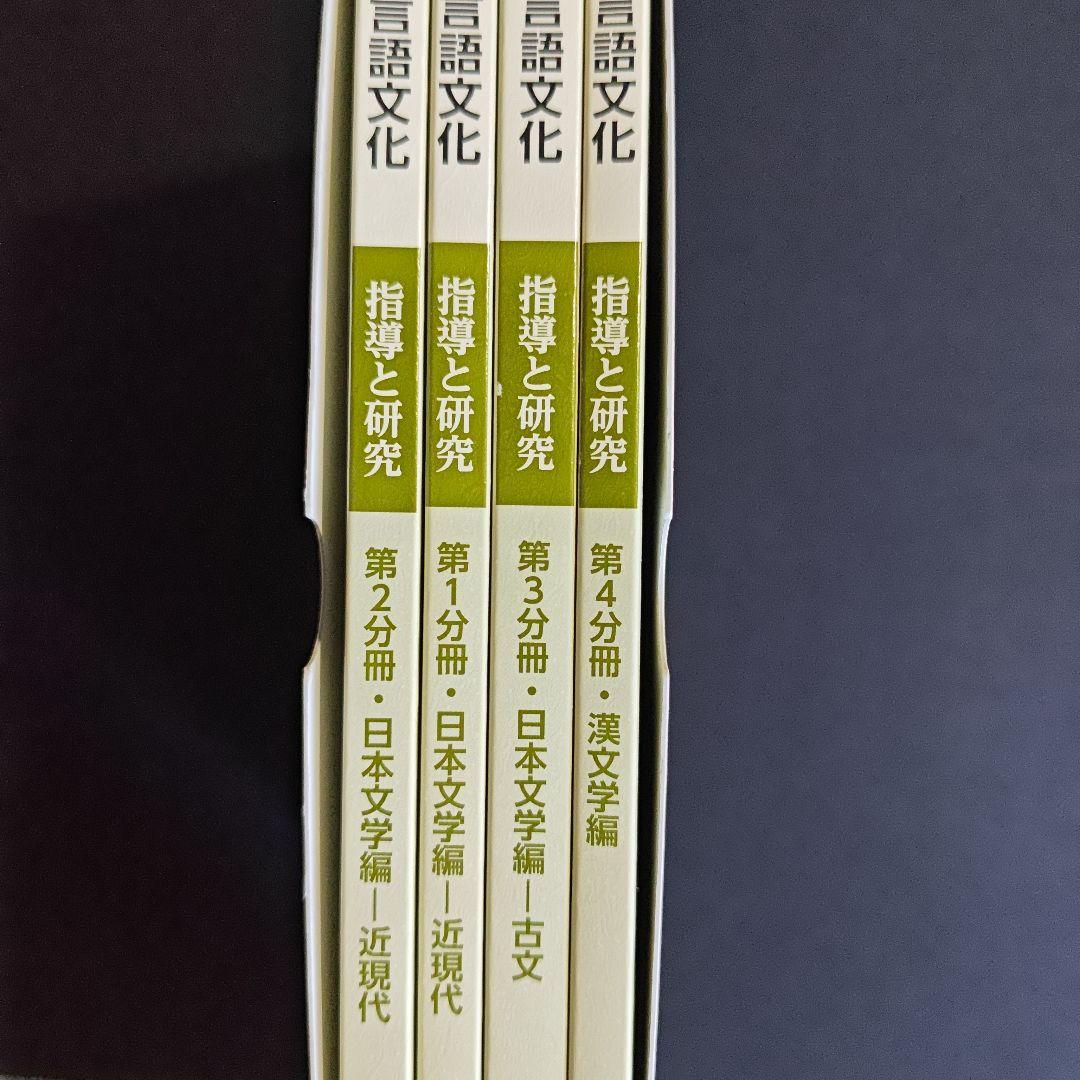 言語文化
指導と研究
第2分冊・日本文学編—近現代
言語文化
指導と研究
第1分冊・日本文学編—近現代
言語文化
指導と研究
第3分冊・日本文学編—古文
言語文化
指導と研究
第4分冊・漢文学編